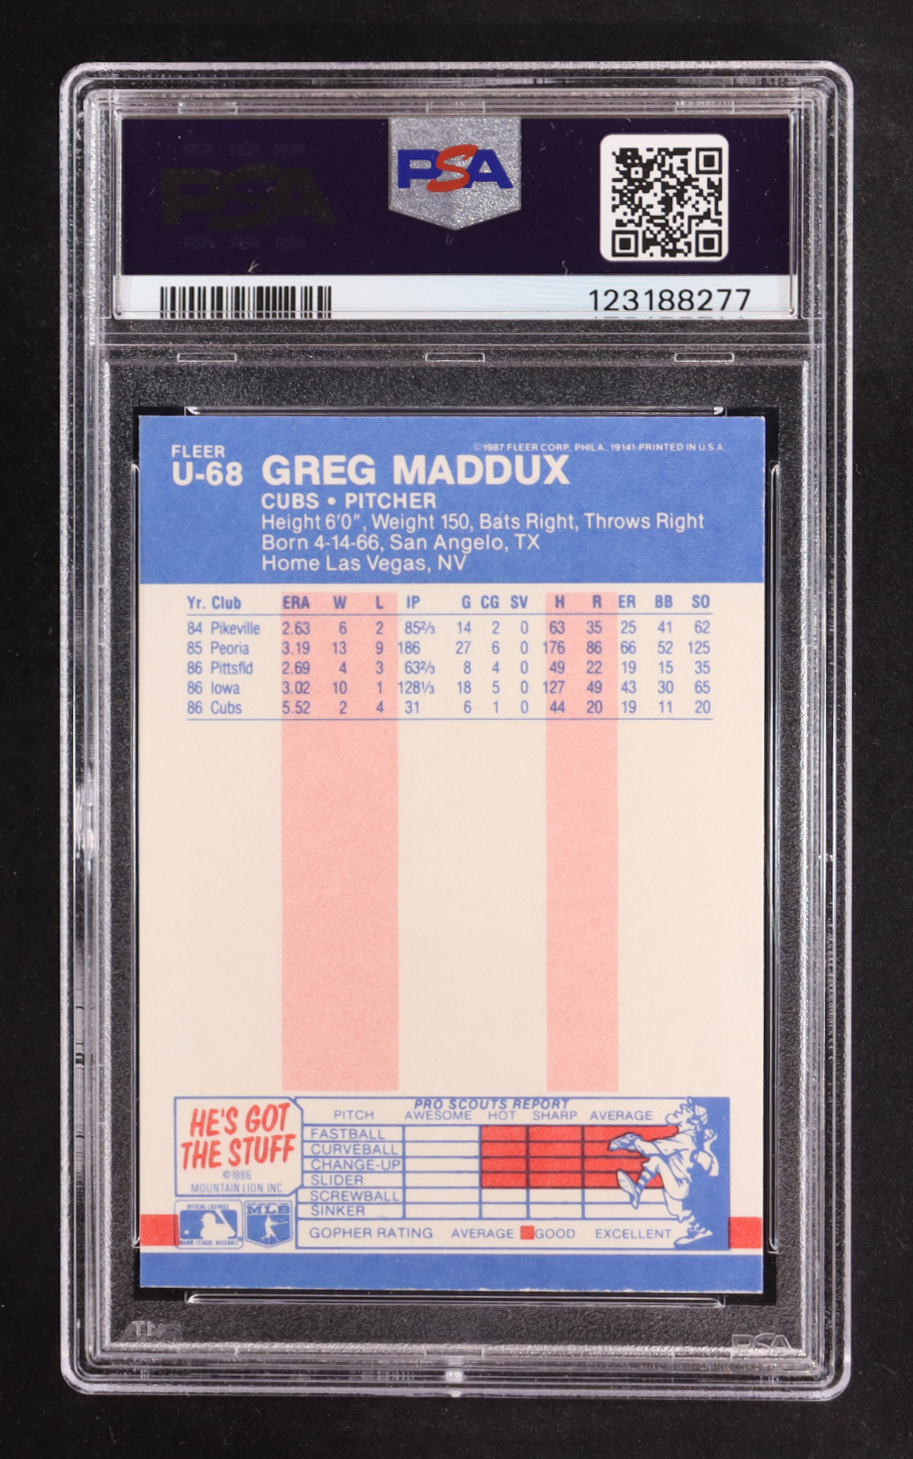 PSA
PSA
123188277
FLEER
©1987 FLEER CORP. PHILA. 19141-PRINTED IN U.S.A.
U-68 GREG MADDUX
CUBS • PITCHER
Height 6'0", Weight 150, Bats Right, Throws Right
Born 4-14-66, San Angelo, TX
Home Las Vegas, NV
Yr. Club ERA W L IP G CG SV H R ER BB SO
84 Pikeville 2.63 6 2 85⅔ 14 2 0 63 35 25 41 62
85 Peoria 3.19 13 9 186 27 6 0 176 86 66 52 125
86 Pittsfld 2.69 4 3 63⅔ 8 4 0 49 22 19 15 35
86 Iowa 3.02 10 1 128⅓ 18 5 0 127 49 43 30 65
86 Cubs 5.52 2 4 31 6 1 0 44 20 19 11 20
HE'S GOT
THE STUFF
©1986
MOUNTAIN LION, INC.
PRO SCOUTS REPORT
PITCH AWESOME HOT SHARP AVERAGE
FASTBALL
CURVEBALL
CHANGE-UP
SLIDER
SCREWBALL
SINKER
GOPHER RATING AVERAGE GOOD EXCELLENT
MLB
PSA